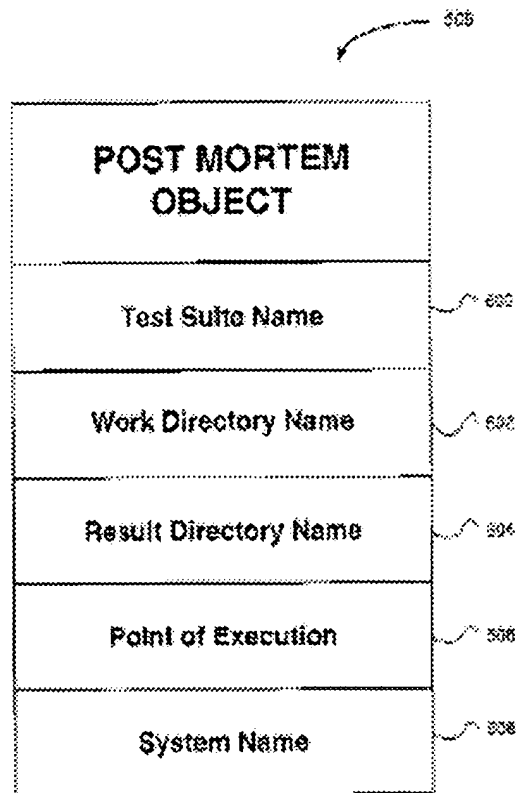 POST MORTEM
OBJECT
Test Suite Name
Work Directory Name
Result Directory Name
Point of Execution
System Name